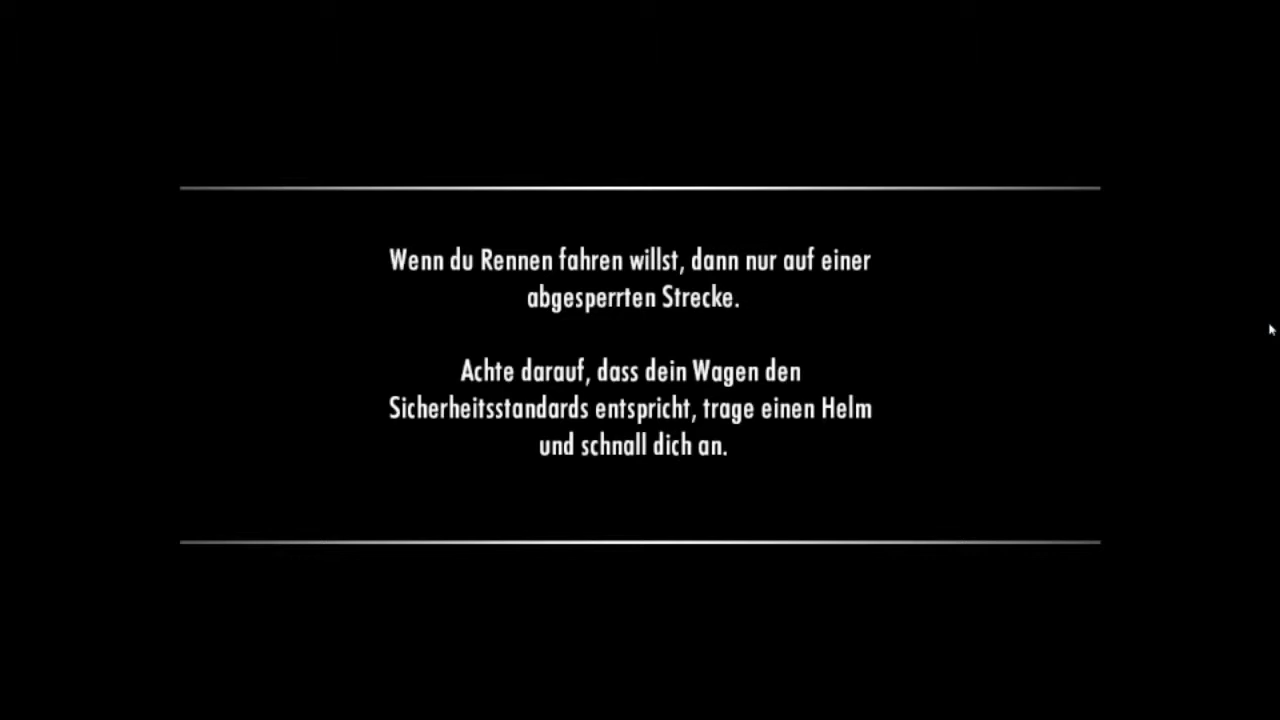 Wenn du Rennen fahren willst, dann nur auf einer
abgesperrten Strecke.
Achte darauf, dass dein Wagen den
Sicherheitsstandards entspricht, trage einen Helm
und schnall dich an.